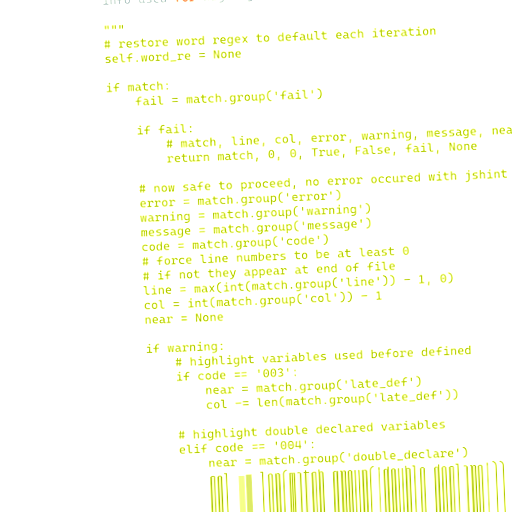 info used
"""
# restore word regex to default each iteration
self.word_re = None
if match:
fail = match.group('fail')
if fail:
# match, line, col, error, warning, message, nea
return match, 0, 0, True, False, fail, None
# now safe to proceed, no error occured with jshint
error = match.group('error')
warning = match.group('warning')
message = match.group('message')
code = match.group('code')
# force line numbers to be at least 0
# if not they appear at end of file
line = max(int(match.group('line')) - 1, 0)
col = int(match.group('col')) - 1
near = None
if warning:
# highlight variables used before defined
if code == '003':
near = match.group('late_def')
col -= len(match.group('late_def'))
# highlight double declared variables
elif code == '004':
near = match.group('double_declare')